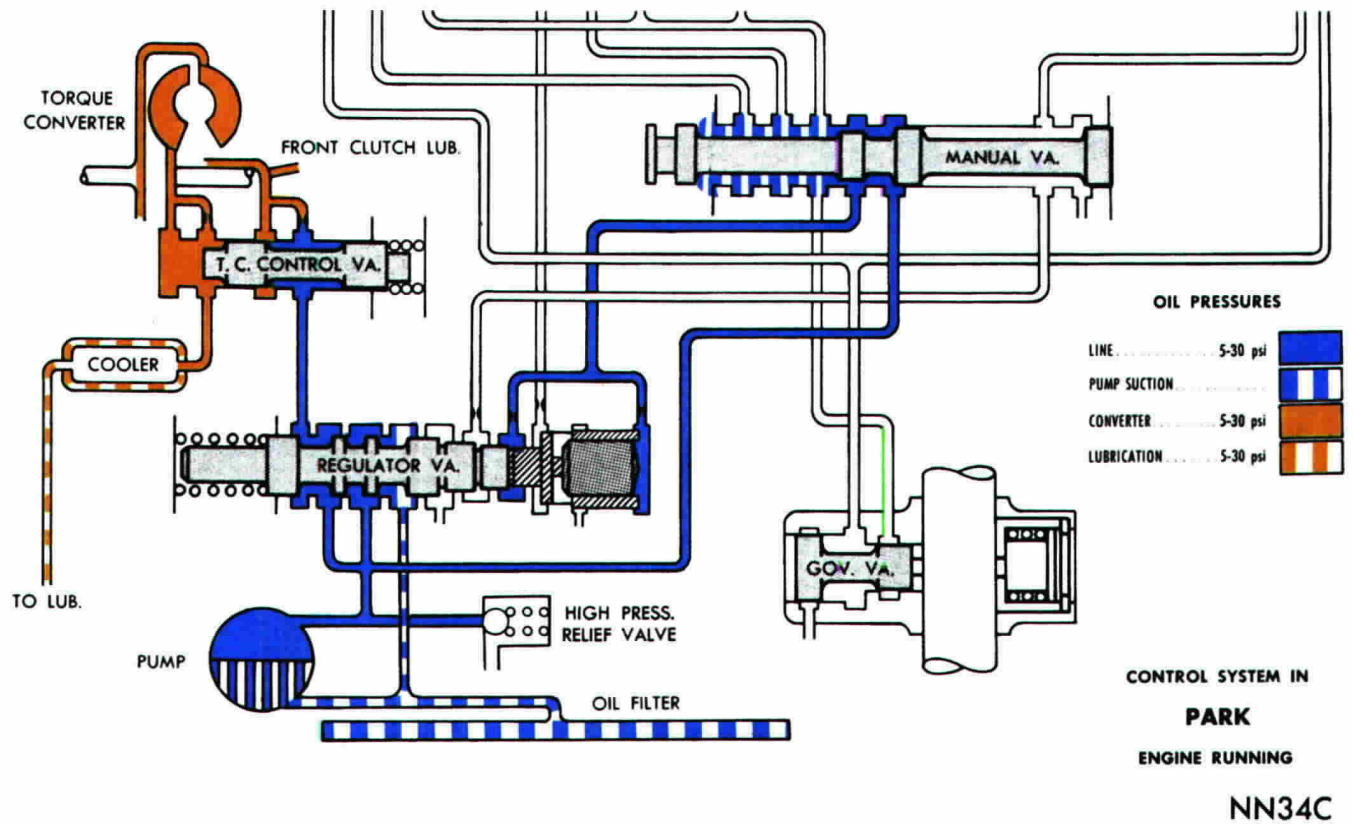 TORQUE
CONVERTER
FRONT CLUTCH LUB.
MANUAL VA.
T. C. CONTROL VA.
OIL PRESSURES
LINE.............. 5-30 psi
PUMP SUCTION..........
CONVERTER......... 5-30 psi
LUBRICATION....... 5-30 psi
COOLER
REGULATOR VA.
GOV. VA.
TO LUB.
HIGH PRESS.
RELIEF VALVE
PUMP
OIL FILTER
CONTROL SYSTEM IN
PARK
ENGINE RUNNING
NN34C